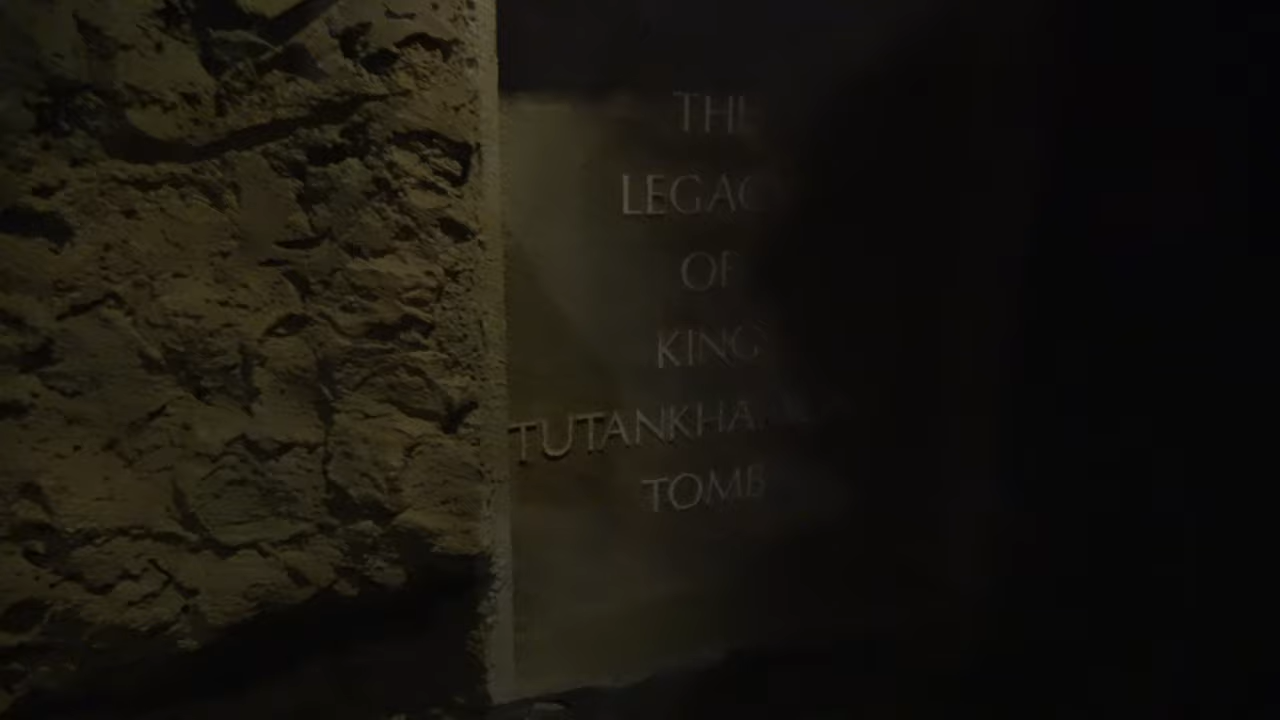 THE
LEGAC
OF
KING
TUTANKHA
TOMB